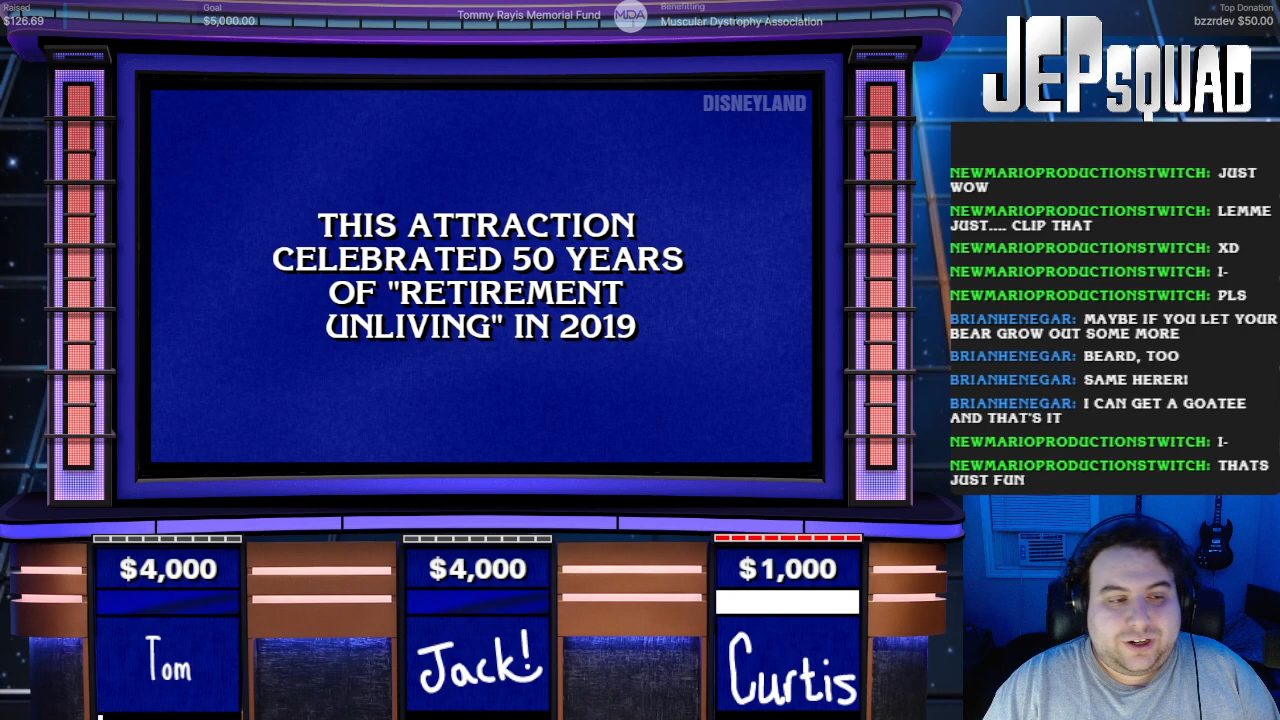 Raised
$126.69
Goal
$5,000.00
Tommy Rayis Memorial Fund
MDA
Benefitting
Muscular Dystrophy Association
Top Donation
bzzrdev $50.00
JEP SQUAD
DISNEYLAND
THIS ATTRACTION
CELEBRATED 50 YEARS
OF "RETIREMENT
UNLIVING" IN 2019
NEWMARIOPRODUCTIONSTWITCH: JUST
WOW
NEWMARIOPRODUCTIONSTWITCH: LEMME
JUST.... CLIP THAT
NEWMARIOPRODUCTIONSTWITCH: XD
NEWMARIOPRODUCTIONSTWITCH: I-
NEWMARIOPRODUCTIONSTWITCH: PLS
BRIANHENEGAR: MAYBE IF YOU LET YOUR
BEAR GROW OUT SOME MORE
BRIANHENEGAR: BEARD, TOO
BRIANHENEGAR: SAME HERER!
BRIANHENEGAR: I CAN GET A GOATEE
AND THAT'S IT
NEWMARIOPRODUCTIONSTWITCH: I-
NEWMARIOPRODUCTIONSTWITCH: THATS
JUST FUN
$4,000
$4,000
$1,000
Tom
Jack!
Curtis